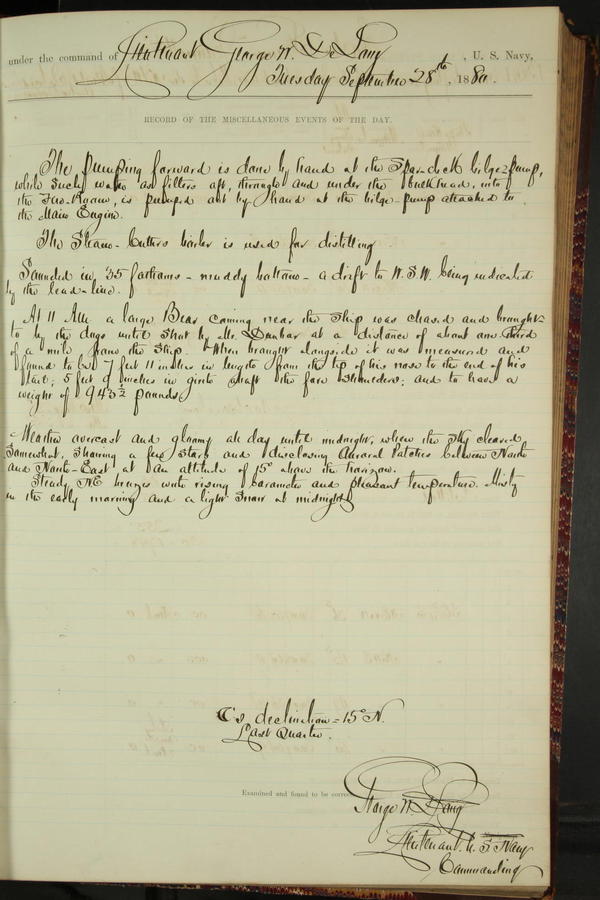 under the command of Lieutenant George W. De Long , U. S. Navy,
Tuesday September 28th , 1880.
RECORD OF THE MISCELLANEOUS EVENTS OF THE DAY.
The pumping forward is done by hand at the Spar-deck bilge-pump,
while such water as filters aft, through and under the bulkhead, into
the Fire-Room, is pumped out by hand at the bilge-pump attached to
the Main Engine.
The Steam-Cutters boiler is used for distilling.
Sounded in 35 fathoms - muddy bottom - a drift to W.S.W. being indicated
by the lead-line.
At 11 AM a large Bear coming near the ship was chased and brought
to by the dogs until shot by Mr. Dunbar at a distance of about one third
of a mile from the Ship. When brought alongside it was measured and
found to be 7 feet 11 inches in length from the tip of his nose to the end of his
tail; 5 feet 9 inches in girth abaft the fore shoulders; and to have a
weight of 943½ pounds.
Weather overcast and gloomy all day until midnight, when the sky cleared
somewhat, showing a few stars and disclosing Auroral patches between North
and North-East at an altitude of 15° above the horizon.
Steady NE breezes with rising barometer and pleasant temperature. Misty
in the early morning and a light snow at midnight.
☾'s declination = 15° N.
Last Quarter.
Examined and found to be correct
George W. De Long
Lieutenant U. S Navy
Commanding